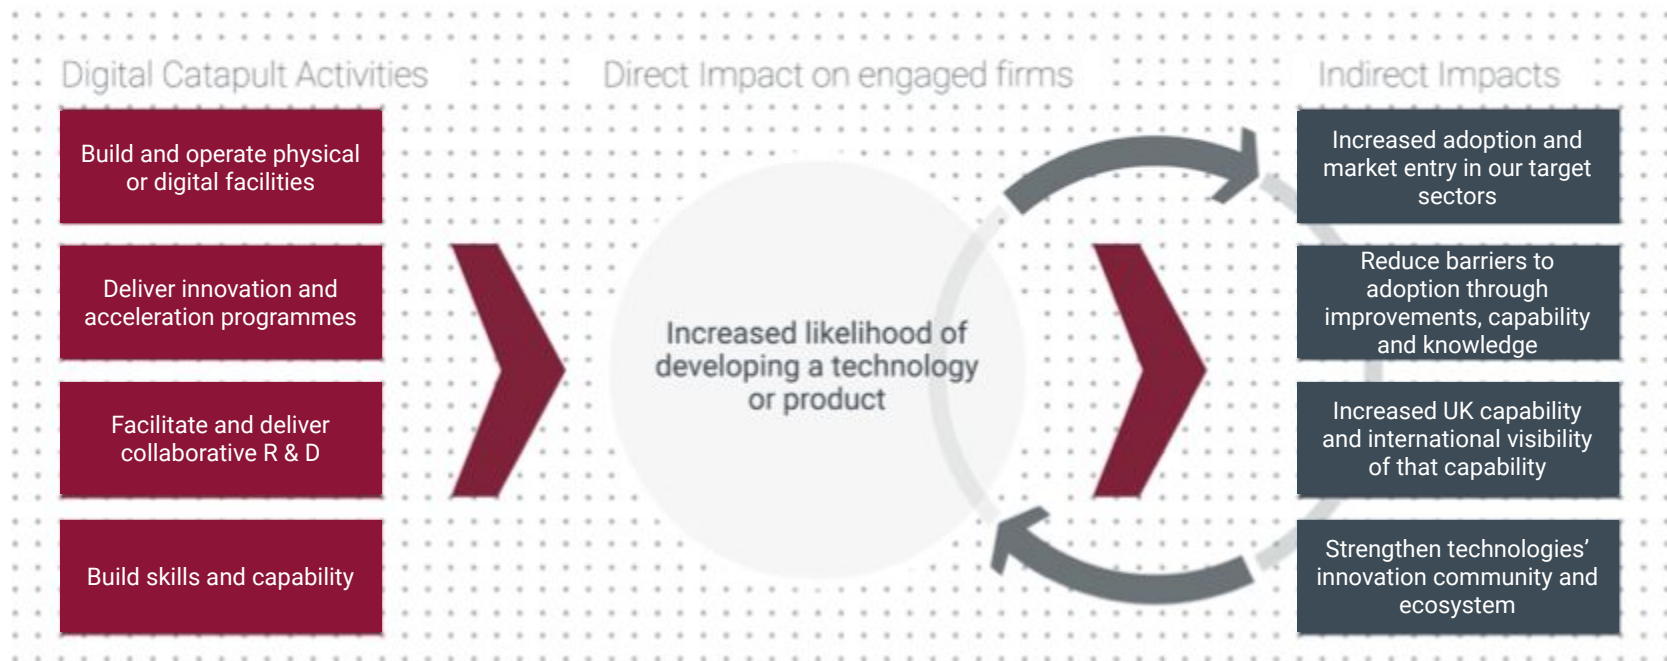 Digital Catapult Activities
Build and operate physical
or digital facilities
Deliver innovation and
acceleration programmes
Facilitate and deliver
collaborative R & D
Build skills and capability
Direct Impact on engaged firms
Increased likelihood of
developing a technology
or product
Indirect Impacts
Increased adoption and
market entry in our target
sectors
Reduce barriers to
adoption through
improvements, capability
and knowledge
Increased UK capability
and international visibility
of that capability
Strengthen technologies’
innovation community and
ecosystem